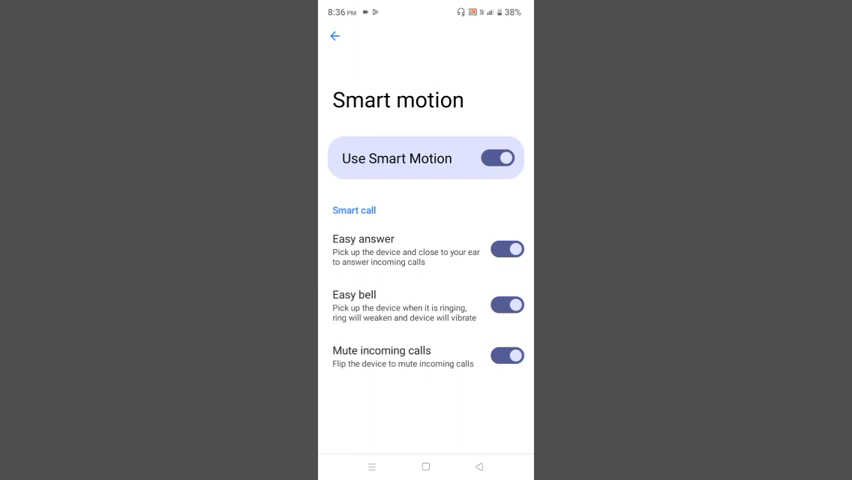 8:36 PM 38%
Smart motion
Use Smart Motion
Smart call
Easy answer
Pick up the device and close to your ear
to answer incoming calls
Easy bell
Pick up the device when it is ringing,
ring will weaken and device will vibrate
Mute incoming calls
Flip the device to mute incoming calls